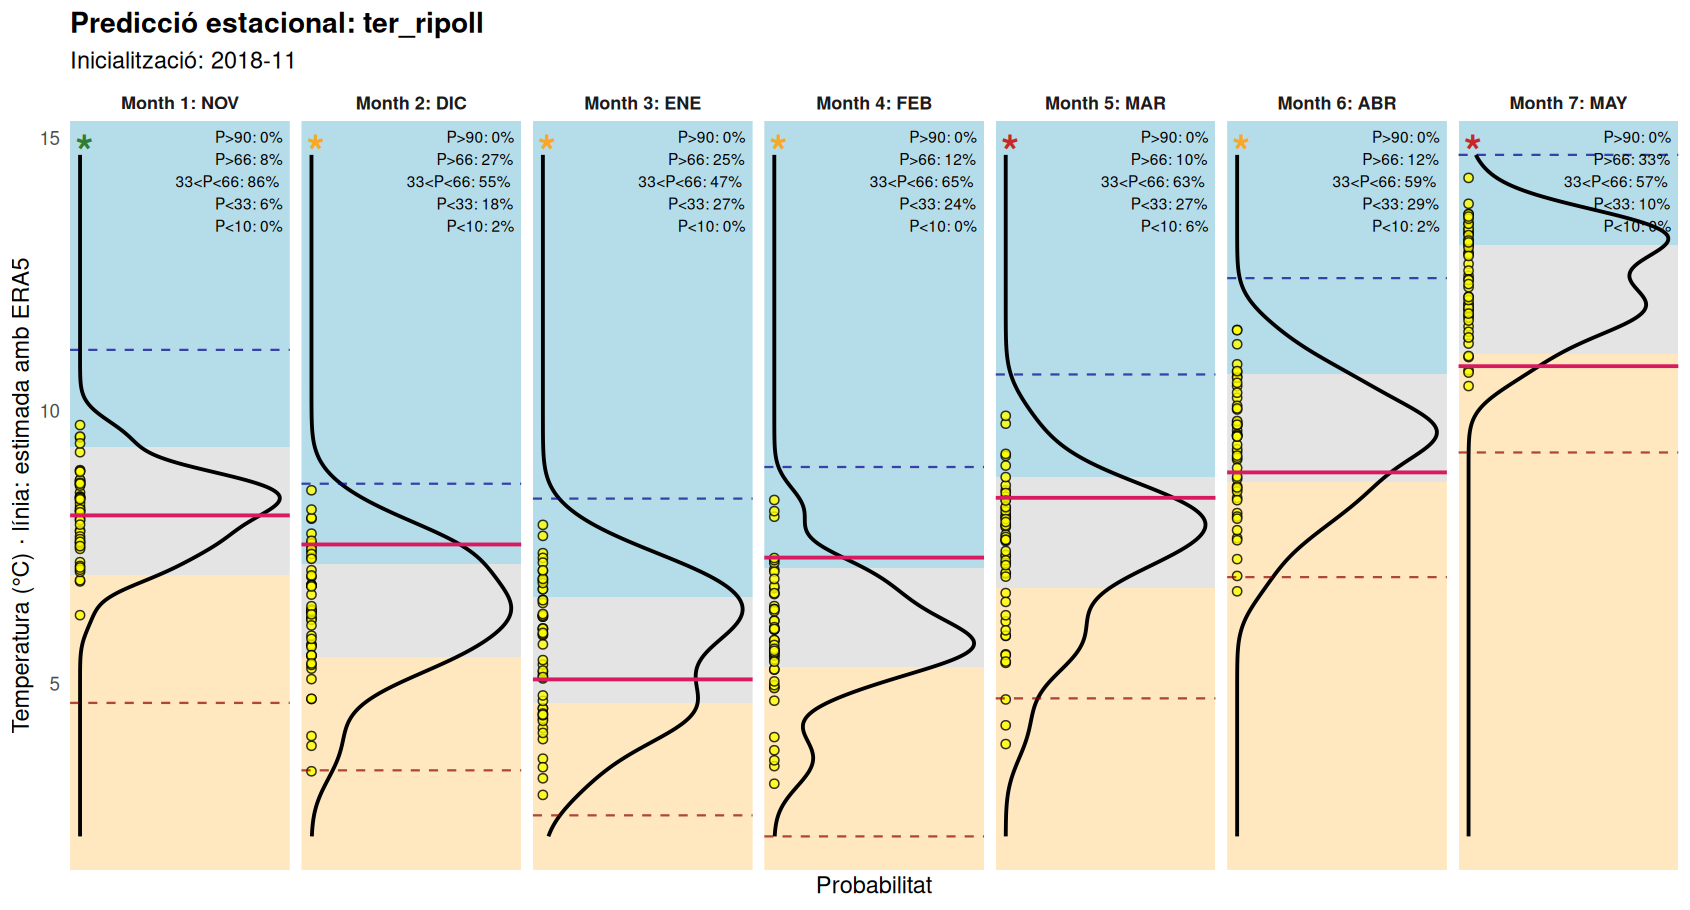 Predicció estacional: ter_ripoll
Inicialització: 2018-11
Month 1: NOV
Month 2: DIC
Month 3: ENE
Month 4: FEB
Month 5: MAR
Month 6: ABR
Month 7: MAY
*
P>90: 0%
P>66: 8%
33<P<66: 86%
P<33: 6%
P<10: 0%
*
P>90: 0%
P>66: 27%
33<P<66: 55%
P<33: 18%
P<10: 2%
*
P>90: 0%
P>66: 25%
33<P<66: 47%
P<33: 27%
P<10: 0%
*
P>90: 0%
P>66: 12%
33<P<66: 65%
P<33: 24%
P<10: 0%
*
P>90: 0%
P>66: 10%
33<P<66: 63%
P<33: 27%
P<10: 6%
*
P>90: 0%
P>66: 12%
33<P<66: 59%
P<33: 29%
P<10: 2%
*
P>90: 0%
P>66: 33%
33<P<66: 57%
P<33: 10%
P<10: 0%
15
10
5
Temperatura (°C) · línia: estimada amb ERA5
Probabilitat